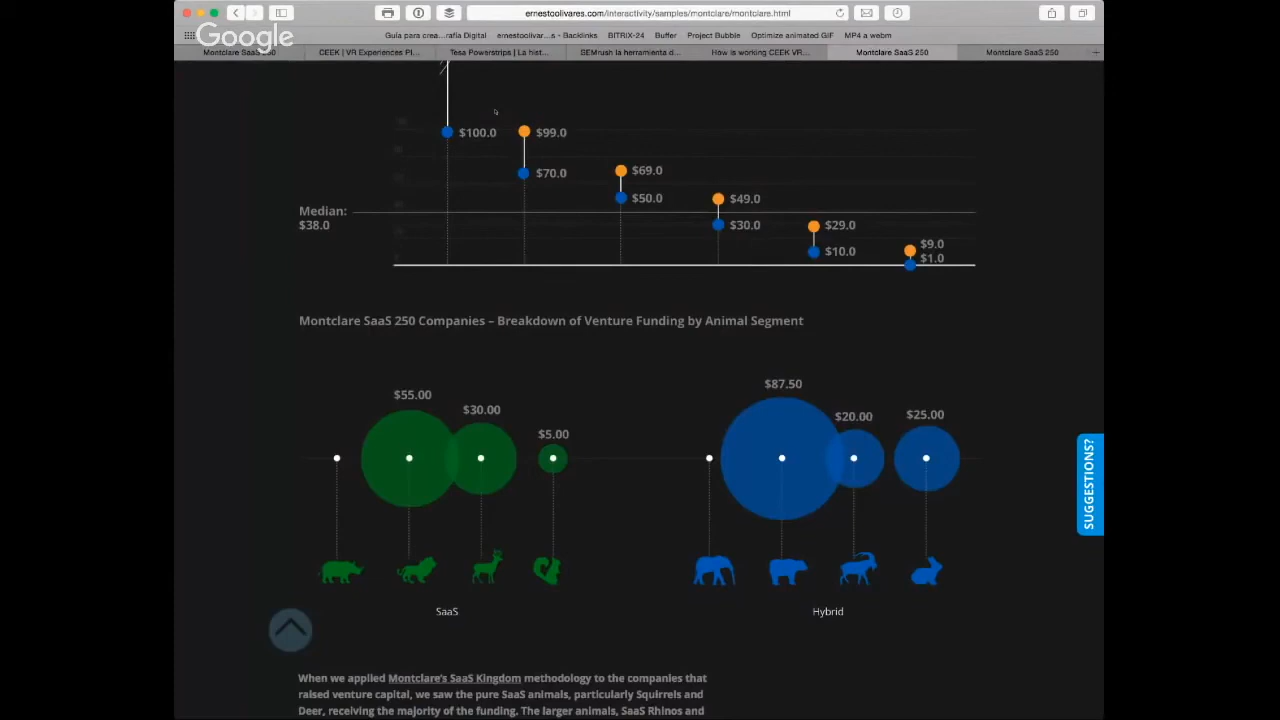 ernestoolivares.com/interactivity/samples/montclare/montclare.html
Google
Guía para crea…rafía Digital
ernestoolivar…s - Backlinks
BITRIX-24
Buffer
Project Bubble
Optimize animated GIF
MP4 a webm
Montclare SaaS 250
CEEK | VR Experiences Pl…
Tesa Powerstrips | La hist…
SEMrush la herramienta d…
How is working CEEK VR…
Montclare SaaS 250
Montclare SaaS 250
$100.0
$99.0
$70.0
$69.0
$50.0
$49.0
$30.0
$29.0
$10.0
$9.0
$1.0
Median:
$38.0
Montclare SaaS 250 Companies – Breakdown of Venture Funding by Animal Segment
$55.00
$30.00
$5.00
$87.50
$20.00
$25.00
SaaS
Hybrid
SUGGESTIONS?
When we applied Montclare's SaaS Kingdom methodology to the companies that
raised venture capital, we saw the pure SaaS animals, particularly Squirrels and
Deer, receiving the majority of the funding. The larger animals, SaaS Rhinos and